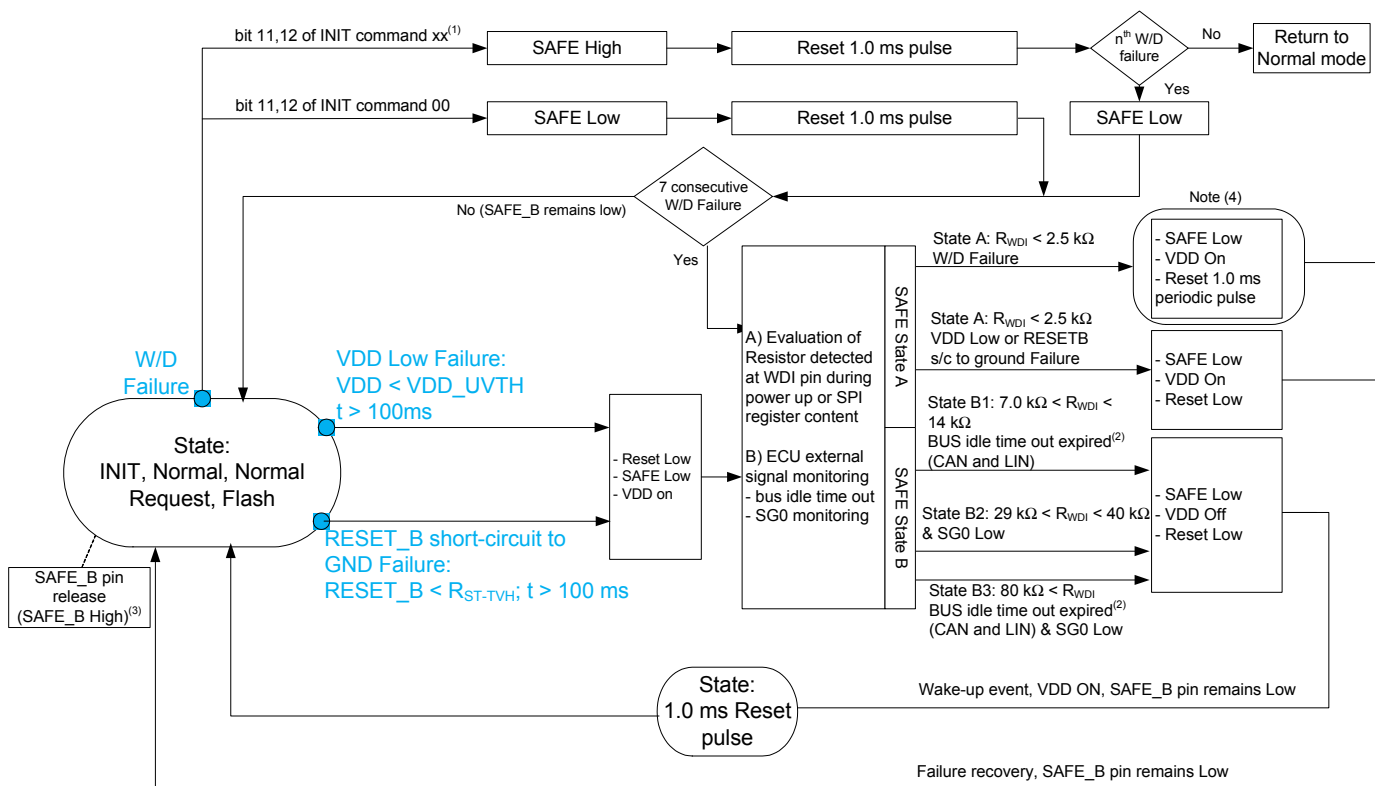 bit 11,12 of INIT command xx(1)
SAFE High
Reset 1.0 ms pulse
nth W/D
failure
No
Return to
Normal mode
Yes
bit 11,12 of INIT command 00
SAFE Low
Reset 1.0 ms pulse
SAFE Low
7 consecutive
W/D Failure
No (SAFE_B remains low)
Yes
Note (4)
- SAFE Low
- VDD On
- Reset 1.0 ms
periodic pulse
State A: RWDI < 2.5 kΩ
W/D Failure
State A: RWDI < 2.5 kΩ
VDD Low or RESETB
s/c to ground Failure
- SAFE Low
- VDD On
- Reset Low
A) Evaluation of
Resistor detected
at WDI pin during
power up or SPI
register content
B) ECU external
signal monitoring
- bus idle time out
- SG0 monitoring
SAFE State A
SAFE State B
State B1: 7.0 kΩ < RWDI <
14 kΩ
BUS idle time out expired(2)
(CAN and LIN)
State B2: 29 kΩ < RWDI < 40 kΩ
& SG0 Low
State B3: 80 kΩ < RWDI
BUS idle time out expired(2)
(CAN and LIN) & SG0 Low
- SAFE Low
- VDD Off
- Reset Low
W/D
Failure
VDD Low Failure:
VDD < VDD_UVTH
t > 100ms
State:
INIT, Normal, Normal
Request, Flash
- Reset Low
- SAFE Low
- VDD on
RESET_B short-circuit to
GND Failure:
RESET_B < RST-TVH; t > 100 ms
SAFE_B pin
release
(SAFE_B High)(3)
State:
1.0 ms Reset
pulse
Wake-up event, VDD ON, SAFE_B pin remains Low
Failure recovery, SAFE_B pin remains Low